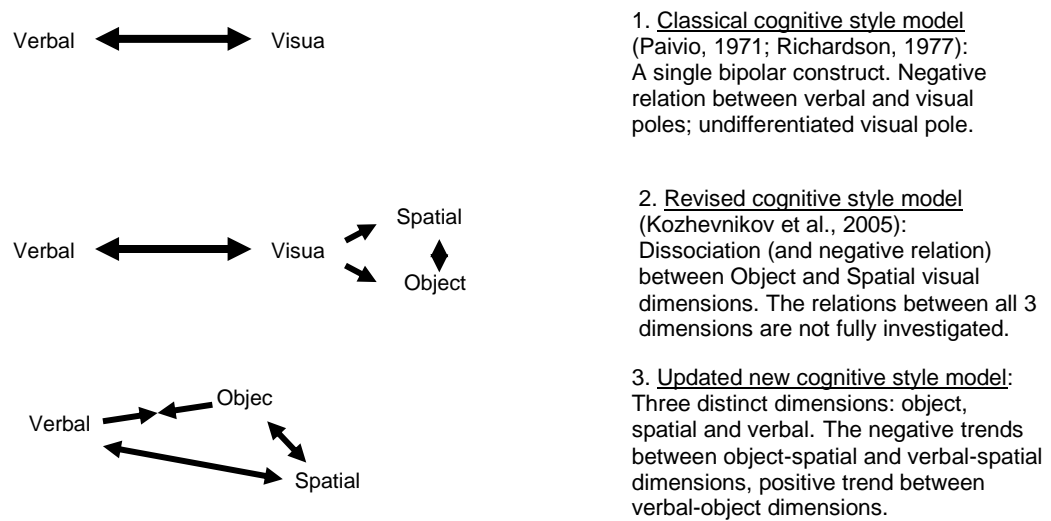 Verbal Visua
1. Classical cognitive style model
(Paivio, 1971; Richardson, 1977):
A single bipolar construct. Negative
relation between verbal and visual
poles; undifferentiated visual pole.
Verbal Visua
Spatial
Object
2. Revised cognitive style model
(Kozhevnikov et al., 2005):
Dissociation (and negative relation)
between Object and Spatial visual
dimensions. The relations between all 3
dimensions are not fully investigated.
Verbal
Objec
Spatial
3. Updated new cognitive style model:
Three distinct dimensions: object,
spatial and verbal. The negative trends
between object-spatial and verbal-spatial
dimensions, positive trend between
verbal-object dimensions.